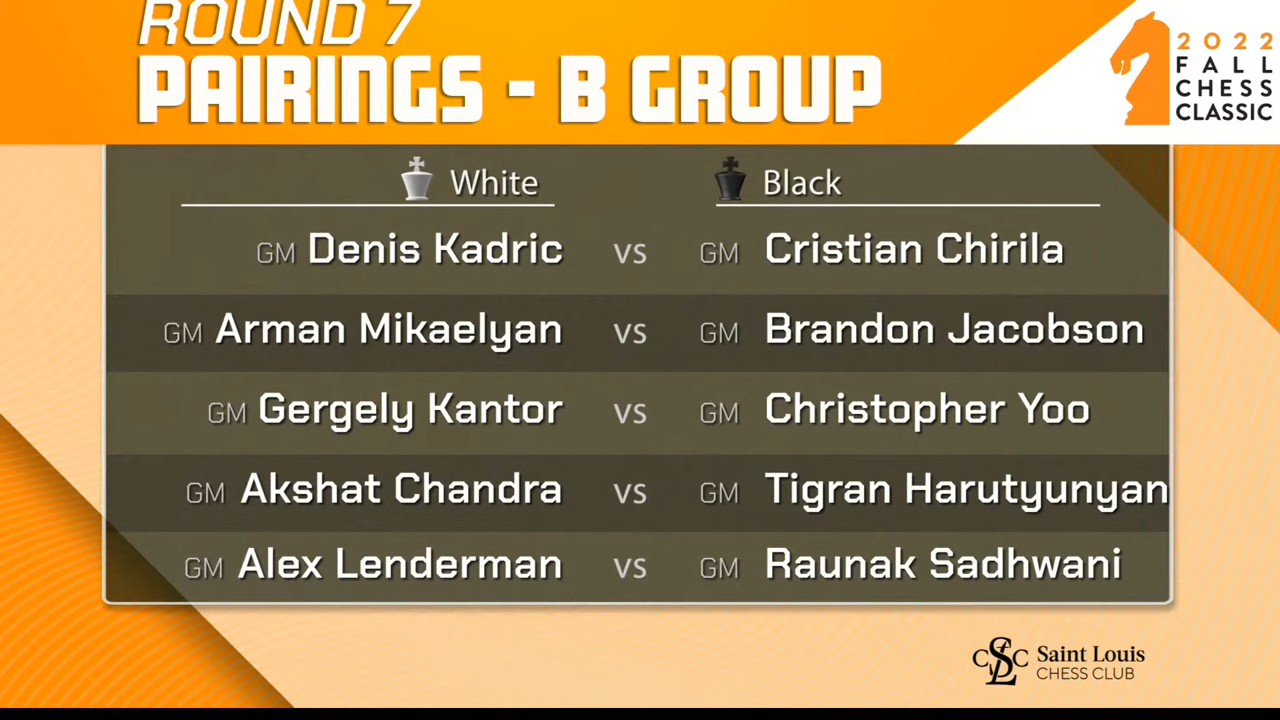 ROUND 7
PAIRINGS - B GROUP
2022
FALL
CHESS
CLASSIC
White Black
GM Denis Kadric vs GM Cristian Chirila
GM Arman Mikaelyan vs GM Brandon Jacobson
GM Gergely Kantor vs GM Christopher Yoo
GM Akshat Chandra vs GM Tigran Harutyunyan
GM Alex Lenderman vs GM Raunak Sadhwani
Saint Louis
CHESS CLUB